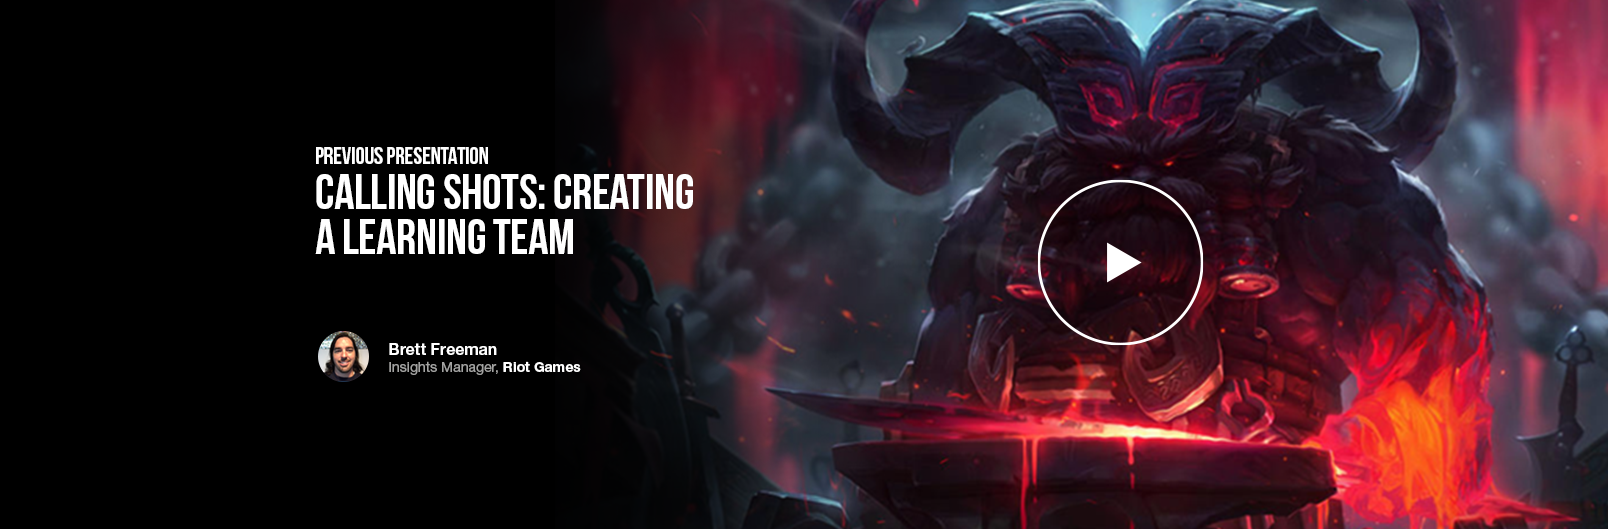 PREVIOUS PRESENTATION
CALLING SHOTS: CREATING
A LEARNING TEAM
Brett Freeman
Insights Manager, Riot Games